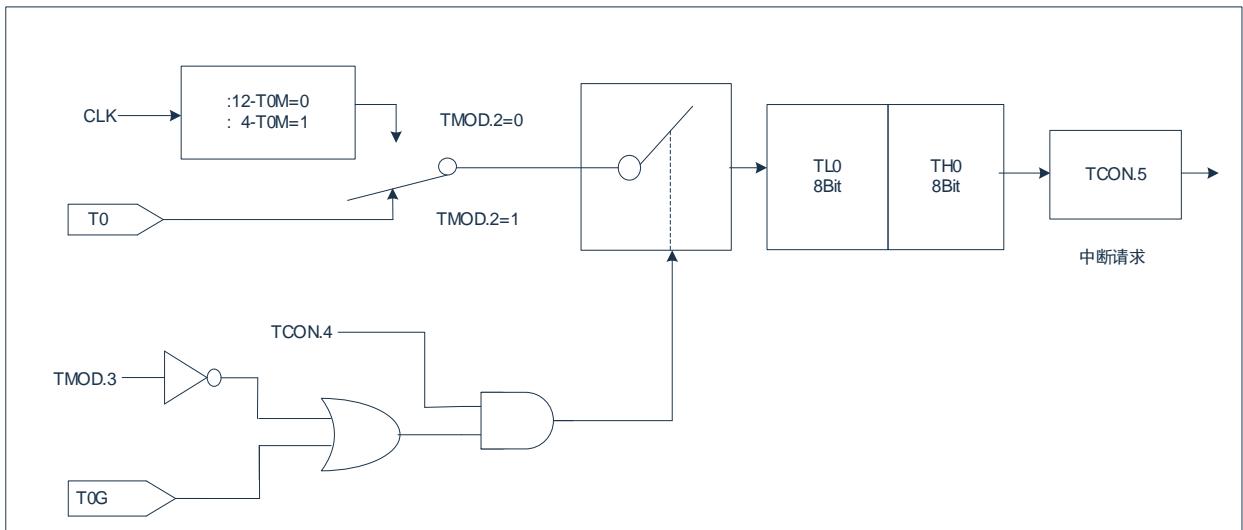 :12-T0M=0
: 4-T0M=1
CLK
TMOD.2=0
T0
TMOD.2=1
TL0
8Bit
TH0
8Bit
TCON.5
中断请求
TCON.4
TMOD.3
T0G